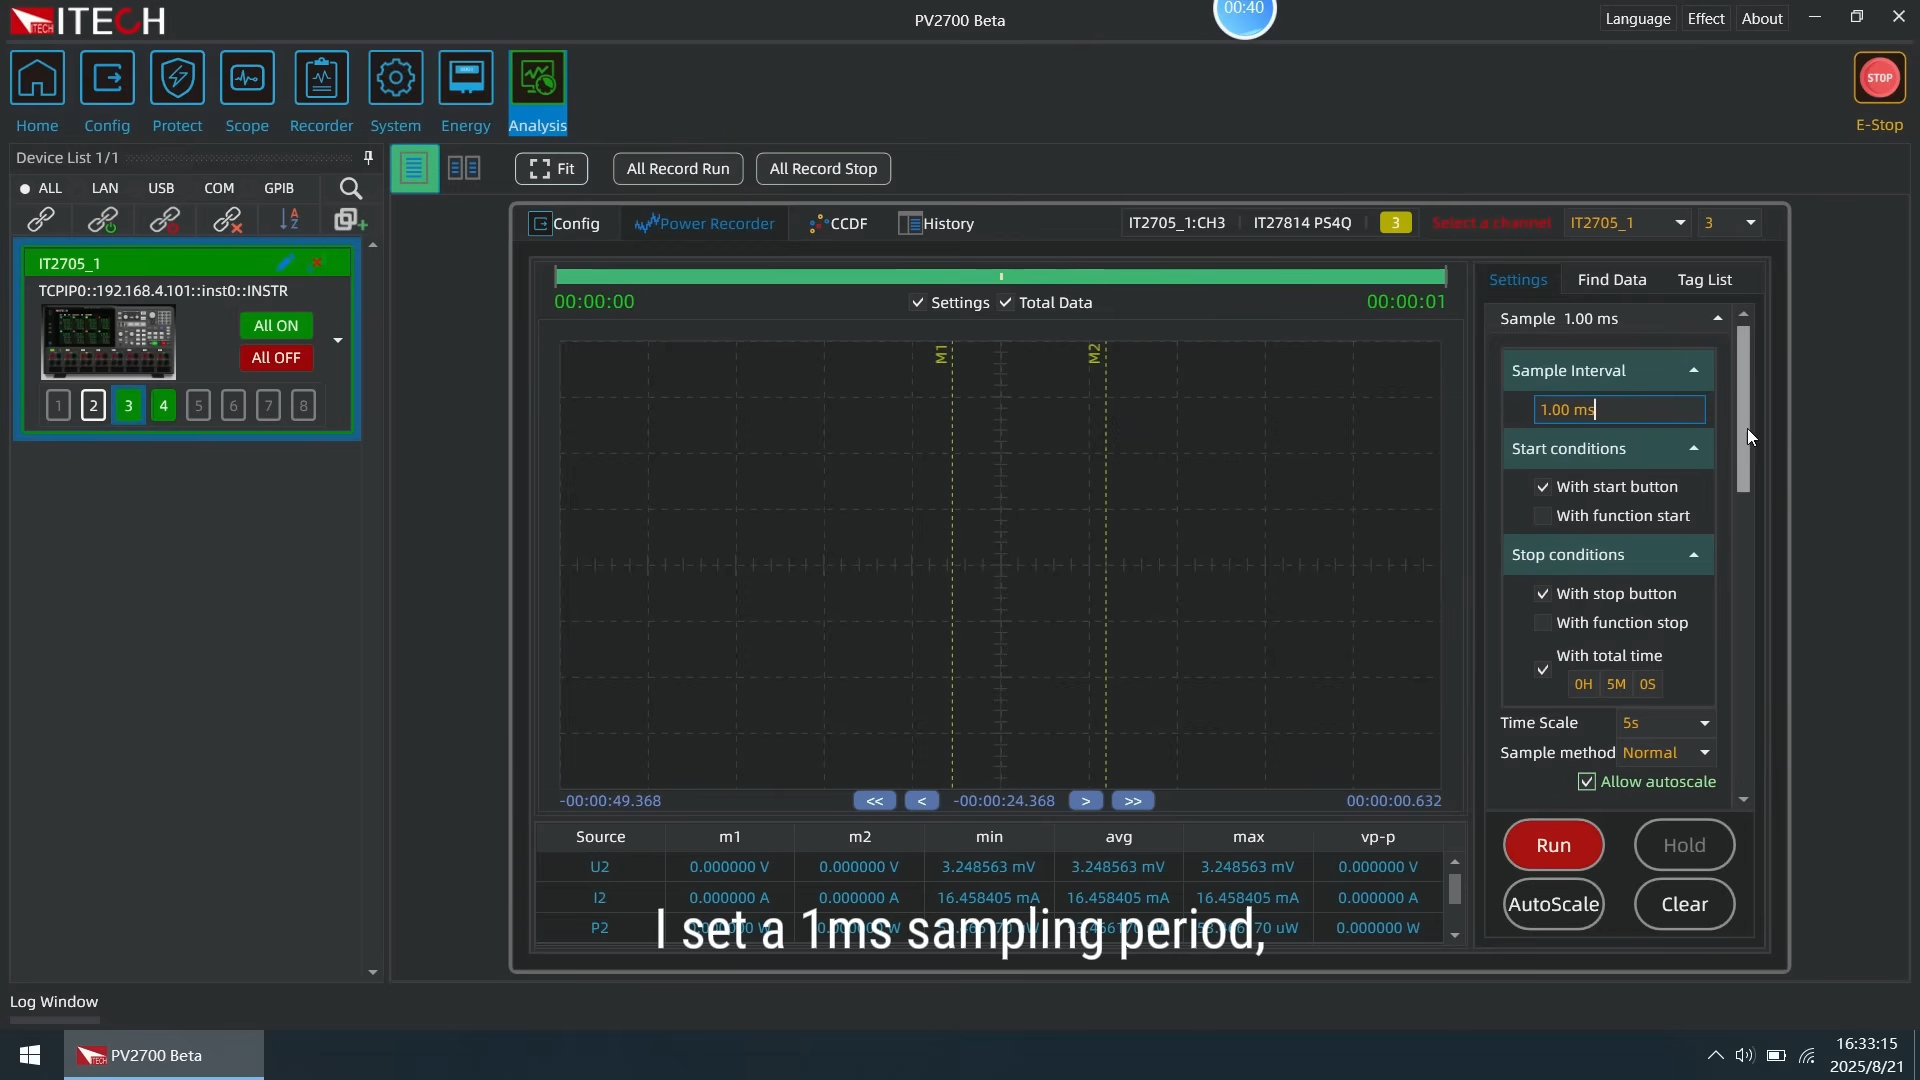 ITECH
PV2700 Beta
00:40
Language
Effect
About
Home
Config
Protect
Scope
Recorder
System
Energy
Analysis
STOP
E-Stop
Device List 1/1
ALL
LAN
USB
COM
GPIB
Fit
All Record Run
All Record Stop
IT2705_1
TCPIP0::192.168.4.101::inst0::INSTR
All ON
All OFF
1 2 3 4 5 6 7 8
Config
Power Recorder
CCDF
History
IT2705_1:CH3
IT27814 PS4Q
3
Select a channel
IT2705_1
3
00:00:00
Settings
Total Data
00:00:01
M1
M2
-00:00:49.368
<<
<
-00:00:24.368
>
>>
00:00:00.632
Source m1 m2 min avg max vp-p
U2 0.000000 V 0.000000 V 3.248563 mV 3.248563 mV 3.248563 mV 0.000000 V
I2 0.000000 A 0.000000 A 16.458405 mA 16.458405 mA 16.458405 mA 0.000000 A
P2 0.000000 W
I set a 1ms sampling period,
Settings
Find Data
Tag List
Sample 1.00 ms
Sample Interval
1.00 ms
Start conditions
With start button
With function start
Stop conditions
With stop button
With function stop
With total time
0H 5M 0S
Time Scale 5s
Sample method Normal
Allow autoscale
Run
Hold
AutoScale
Clear
Log Window
PV2700 Beta
16:33:15
2025/8/21